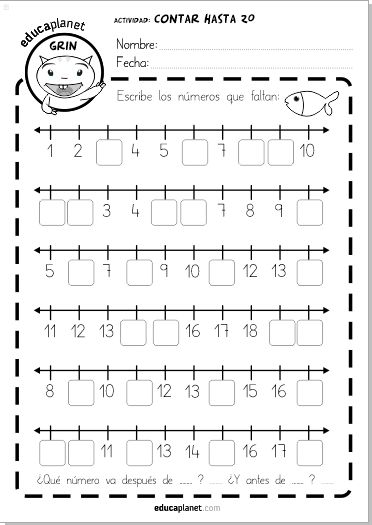 educaplanet
GRIN
ACTIVIDAD: CONTAR HASTA 20
Nombre:
Fecha:
Escribe los números que faltan:
1 2 4 5 7 10
3 4 7 8 9
5 7 9 10 12 13
11 12 13 16 17 18
8 10 12 13 15 16
11 13 14 16 17
¿Qué número va después de ___ ? ¿Y antes de ___ ?
educaplanet.com